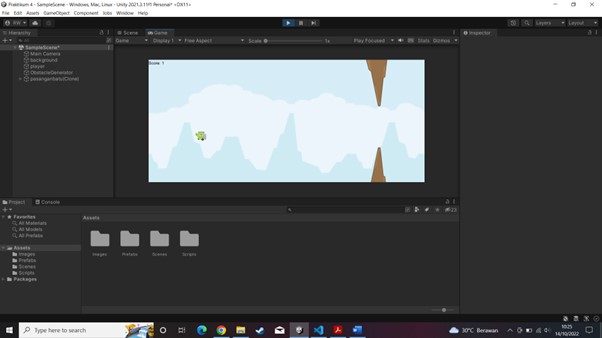 Praktikum 4 - SampleScene - Windows, Mac, Linux - Unity 2021.2.11f1 Personal* <DX11>
File Edit Assets GameObject Component Jobs Window Help
RW Layers Layout
Hierarchy Scene Game Inspector
All Game Display 1 Free Aspect Scale 1x Play Focused Stats Gizmos
SampleScene*
Main Camera
background
player
ObstacleGenerator
pasangambatu(Clone)
Score: 1
Project Console
Favorites Assets
All Materials
All Models
All Prefabs
Images Prefabs Scenes Scripts
Assets
Images
Prefabs
Scenes
Scripts
Packages
Type here to search 30°C Berawan 10:25
14/10/2022